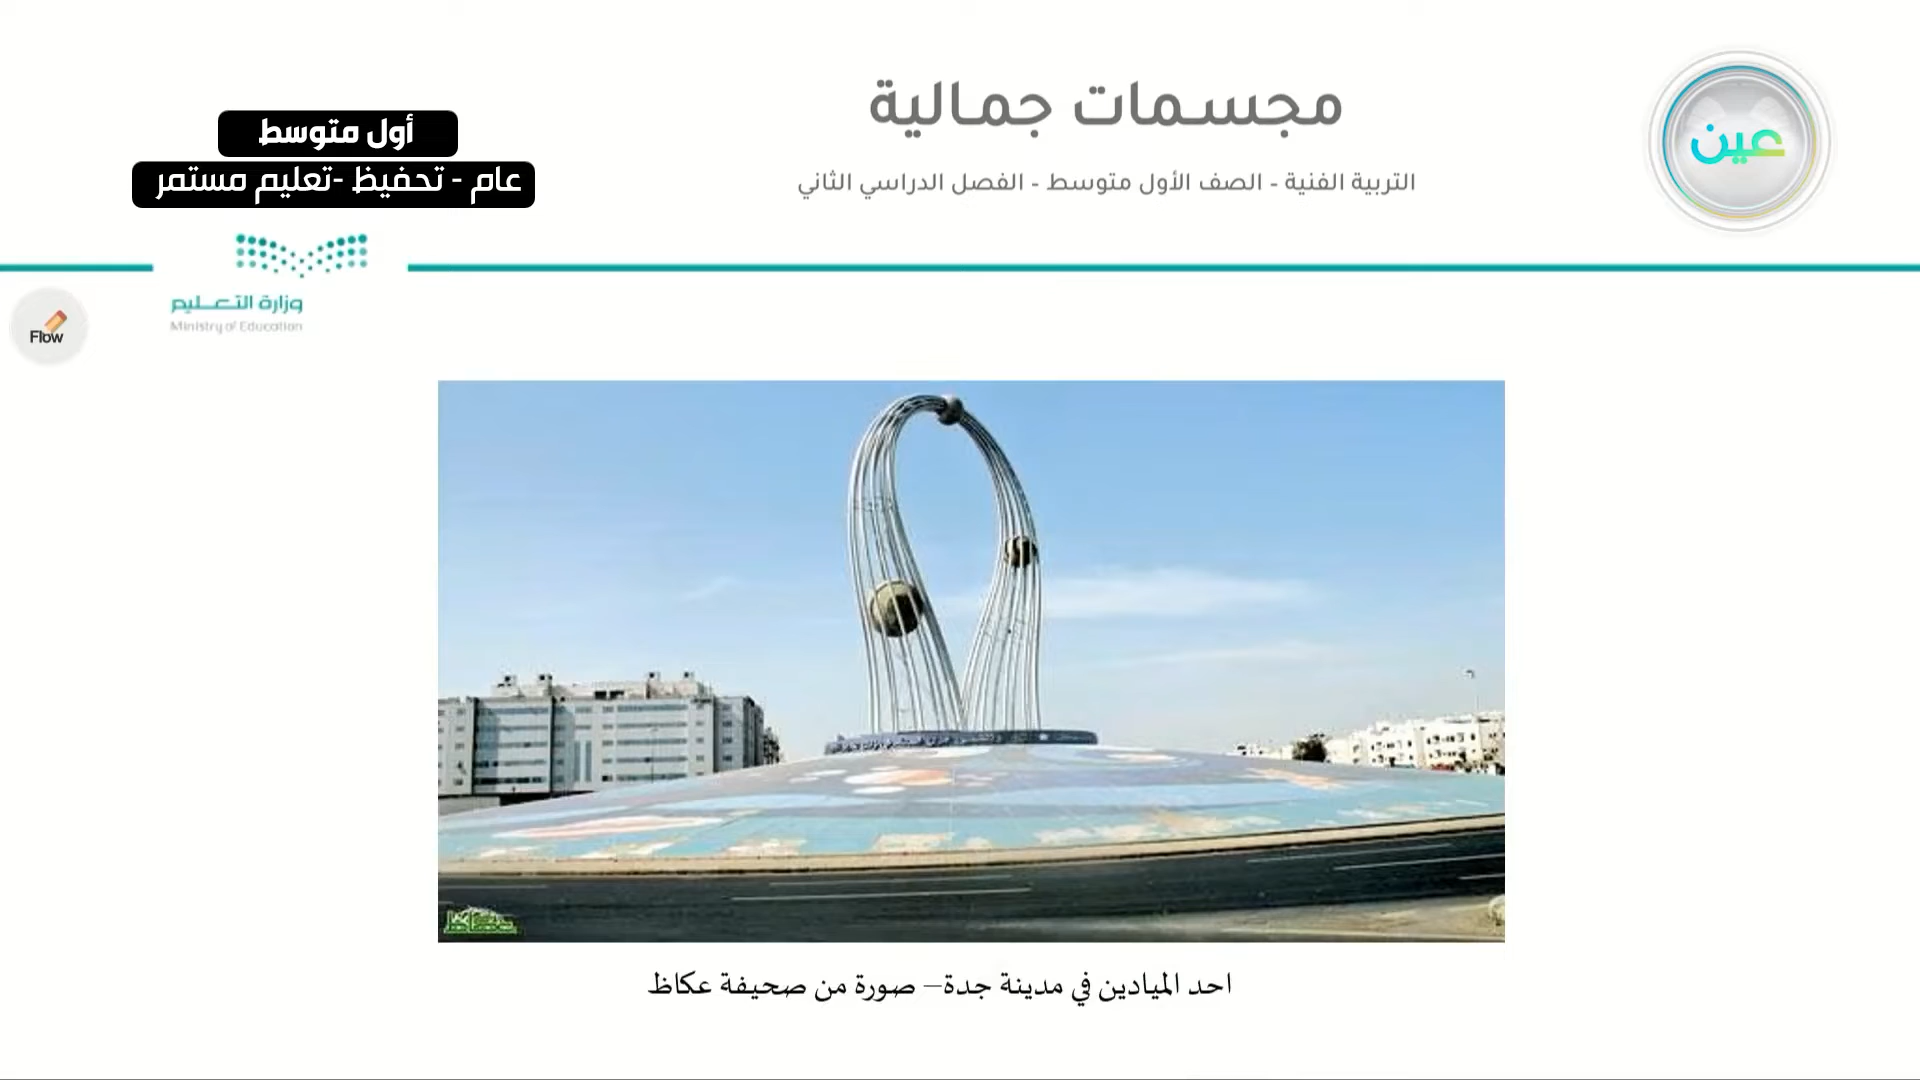 مجسمات جمالية
التربية الفنية - الصف الأول متوسط - الفصل الدراسي الثاني
عين
أول متوسط
عام - تحفيظ -تعليم مستمر
وزارة التعليم
Ministry of Education
Flow
عكاظ
احد الميادين في مدينة جدة– صورة من صحيفة عكاظ